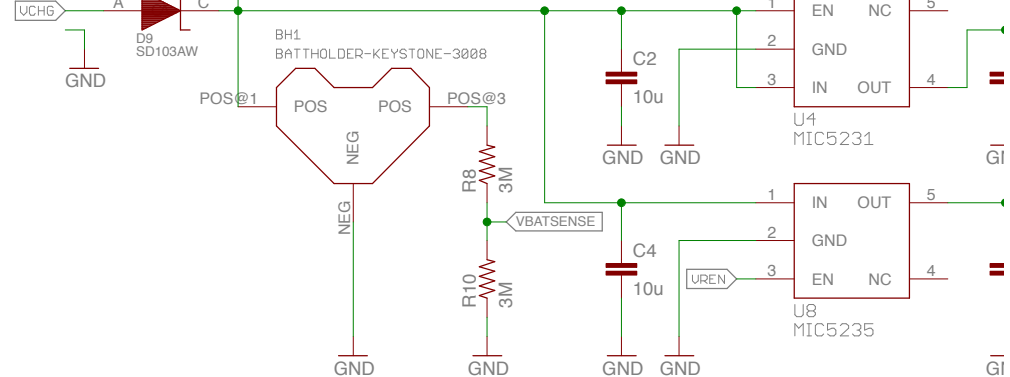 VCHG
A
C
D9
SD103AW
GND
BH1
BATTHOLDER-KEYSTONE-3008
POS@1
POS
POS
POS@3
NEG
NEG
GND
R8
3M
VBATSENSE
R10
3M
GND
C2
10u
GND
GND
1
EN
NC
5
2
GND
3
IN
OUT
4
U4
MIC5231
C4
10u
GND
GND
1
IN
OUT
5
2
GND
VREN
3
EN
NC
4
U8
MIC5235